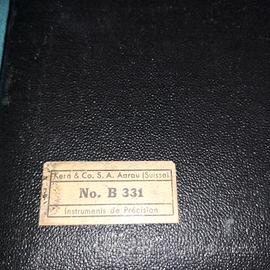 Kern & Co. S. A. Aarau (Suisse)
No. B 331
Instruments de Précision